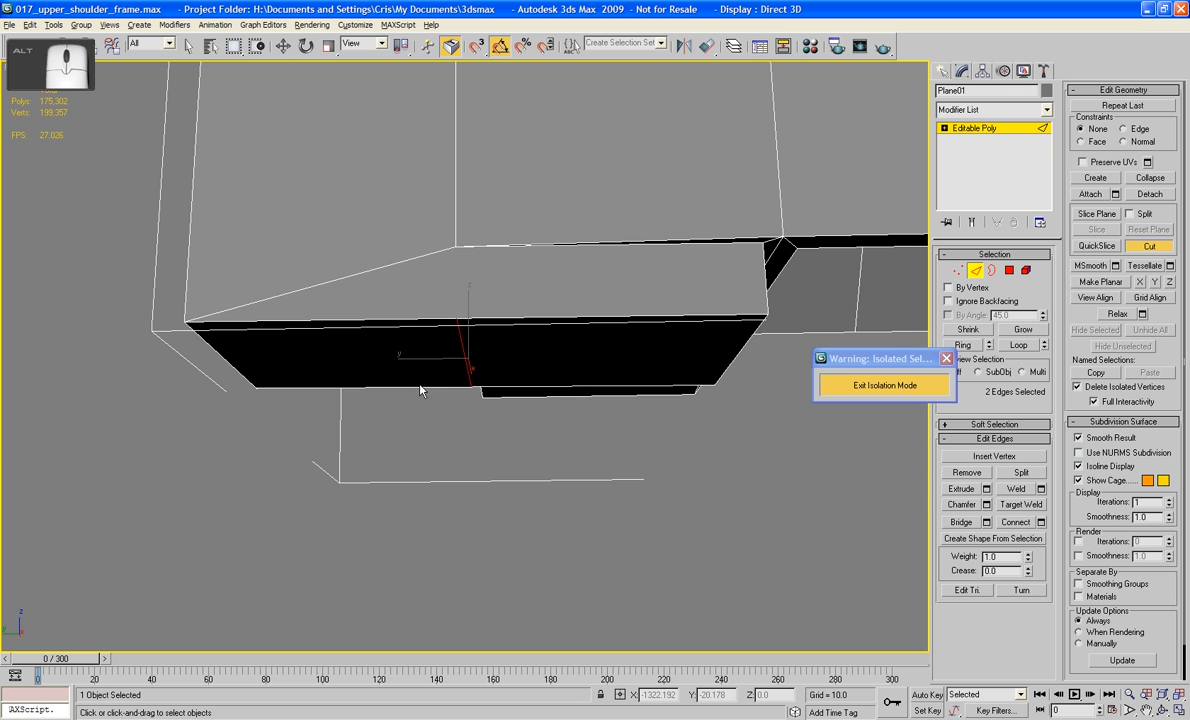 017_upper_shoulder_frame.max - Project Folder: H:\Documents and Settings\Cris\My Documents\3dsmax - Autodesk 3ds Max 2009 - Not for Resale - Display : Direct 3D
File Edit Tools Group Views Create Modifiers Animation Graph Editors Rendering Customize MAXScript Help
All View Create Selection Set
ALT
Polys: 175,302
Verts: 199,357
FPS: 27.026
Plane01
Modifier List
Editable Poly
Selection
By Vertex
Ignore Backfacing
By Angle: 45.0
Shrink Grow
Ring Loop
SubObj Multi
2 Edges Selected
Soft Selection
Edit Edges
Insert Vertex
Remove Split
Extrude Weld
Chamfer Target Weld
Bridge Connect
Create Shape From Selection
Weight: 1.0
Crease: 0.0
Edit Tri. Turn
Edit Geometry
Repeat Last
Constraints
None Edge
Face Normal
Preserve UVs
Create Collapse
Attach Detach
Slice Plane Split
Slice Reset Plane
QuickSlice Cut
MSmooth Tessellate
Make Planar X Y Z
View Align Grid Align
Relax
Hide Selected Unhide All
Hide Unselected
Named Selections:
Copy Paste
Delete Isolated Vertices
Full Interactivity
Subdivision Surface
Smooth Result
Use NURMS Subdivision
Isoline Display
Show Cage......
Display
Iterations: 1
Smoothness: 1.0
Render
Iterations: 0
Smoothness: 1.0
Separate By
Smoothing Groups
Materials
Update Options
Always
When Rendering
Manually
Update
Warning: Isolated Sel...
Exit Isolation Mode
z
y
x
z
y
x
0 / 300
0 20 40 60 80 100 120 140 160 180 200 220 240 260 280 300
1 Object Selected X: -1322.192 Y: -20.178 Z: 0.0 Grid = 10.0 Auto Key Selected
AXScript. Click or click-and-drag to select objects Add Time Tag Set Key Key Filters... 0